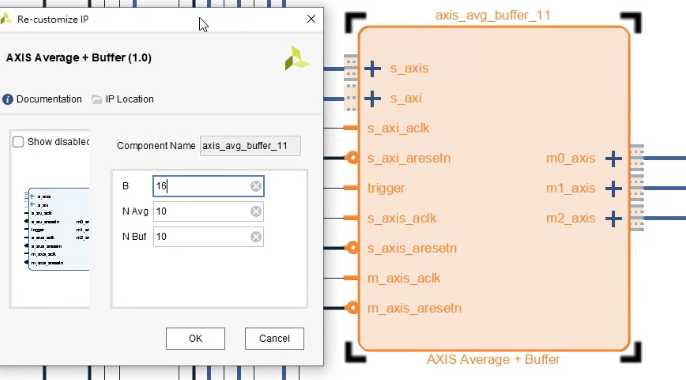 Re-customize IP
AXIS Average + Buffer (1.0)
Documentation
IP Location
Show disabled
Component Name
axis_avg_buffer_11
B
16
N Avg
10
N Buf
10
OK
Cancel
axis_avg_buffer_11
s_axis
s_axi
s_axi_aclk
s_axi_aresetn
trigger
s_axis_aclk
s_axis_aresetn
m_axis_aclk
m_axis_aresetn
m0_axis
m1_axis
m2_axis
AXIS Average + Buffer